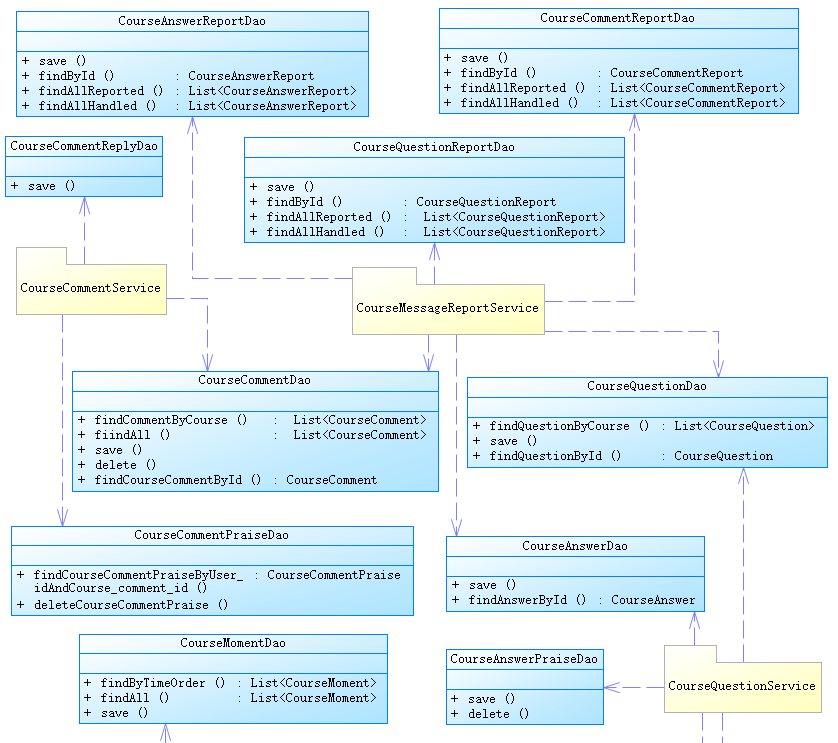 CourseAnswerReportDao
+ save ()
+ findById () : CourseAnswerReport
+ findAllReported () : List<CourseAnswerReport>
+ findAllHandled () : List<CourseAnswerReport>
CourseCommentReportDao
+ save ()
+ findById () : CourseCommentReport
+ findAllReported () : List<CourseCommentReport>
+ findAllHandled () : List<CourseCommentReport>
CourseCommentReplyDao
+ save ()
CourseQuestionReportDao
+ save ()
+ findById () : CourseQuestionReport
+ findAllReported () : List<CourseQuestionReport>
+ findAllHandled () : List<CourseQuestionReport>
CourseCommentService
CourseMessageReportService
CourseCommentDao
+ findCommentByCourse () : List<CourseComment>
+ fiindAll () : List<CourseComment>
+ save ()
+ delete ()
+ findCourseCommentById () : CourseComment
CourseQuestionDao
+ findQuestionByCourse () : List<CourseQuestion>
+ save ()
+ findQuestionById () : CourseQuestion
CourseCommentPraiseDao
+ findCourseCommentPraiseByUser_ : CourseCommentPraise
idAndCourse_comment_id ()
+ deleteCourseCommentPraise ()
CourseAnswerDao
+ save ()
+ findAnswerById () : CourseAnswer
CourseMomentDao
+ findByTimeOrder () : List<CourseMoment>
+ findAll () : List<CourseMoment>
+ save ()
CourseAnswerPraiseDao
+ save ()
+ delete ()
CourseQuestionService